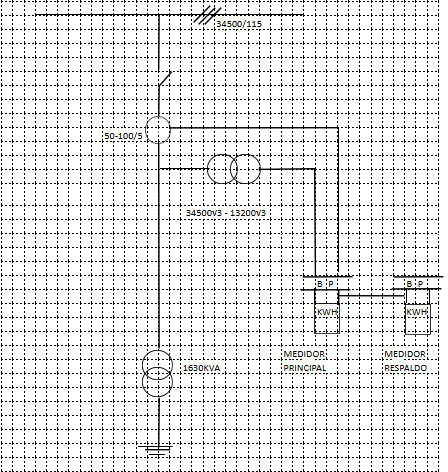 34500/115
50-100/5
34500V3 - 13200V3
B P
B P
KWH
KWH
MEDIDOR
PRINCIPAL
MEDIDOR
RESPALDO
1630KVA